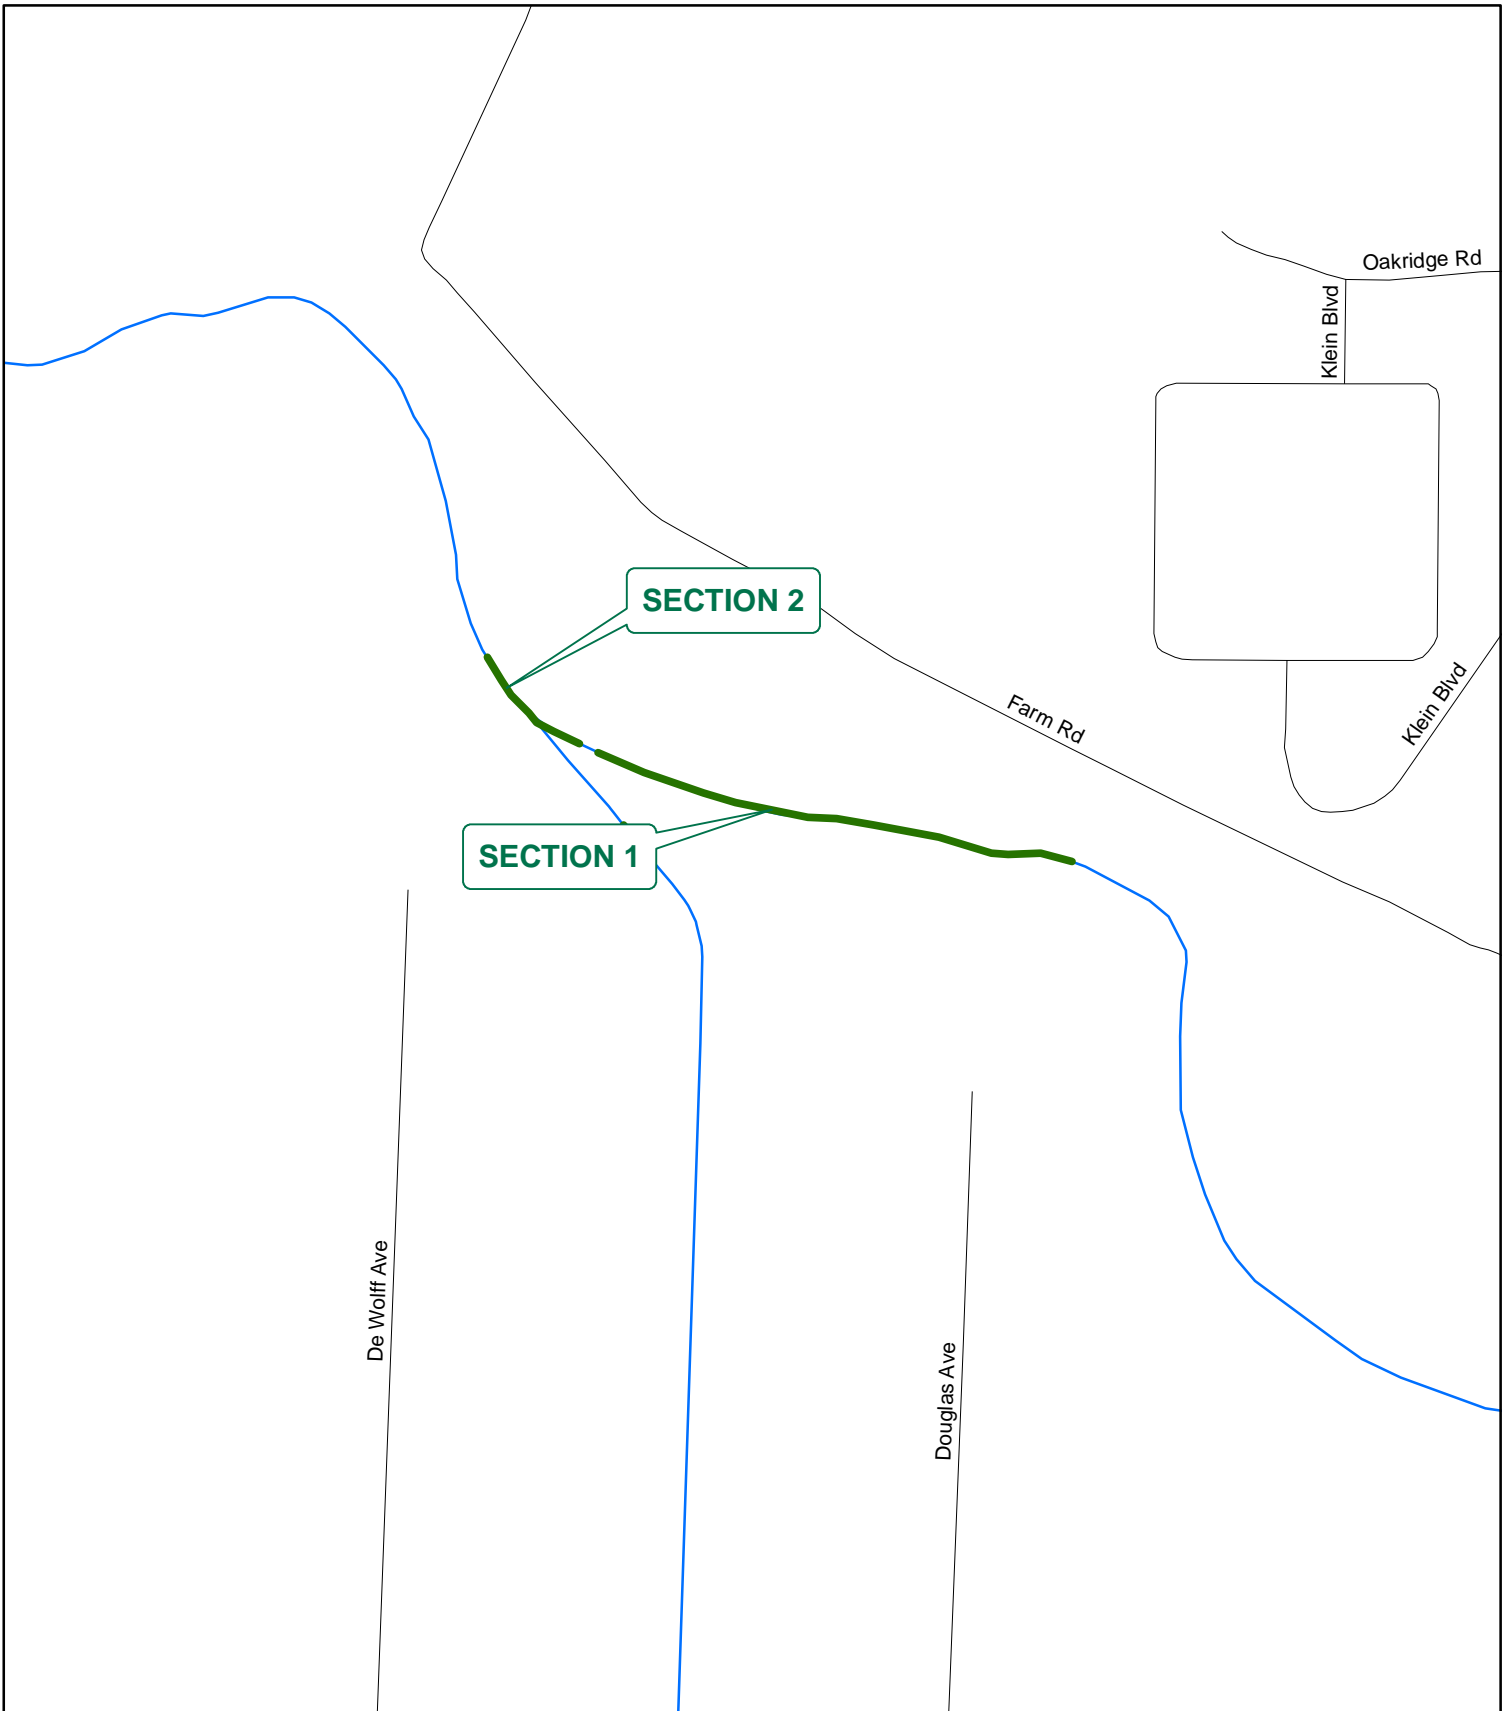 Oakridge Rd
Klein Blvd
SECTION 2
Farm Rd
Klein Blvd
SECTION 1
De Wolff Ave
Douglas Ave